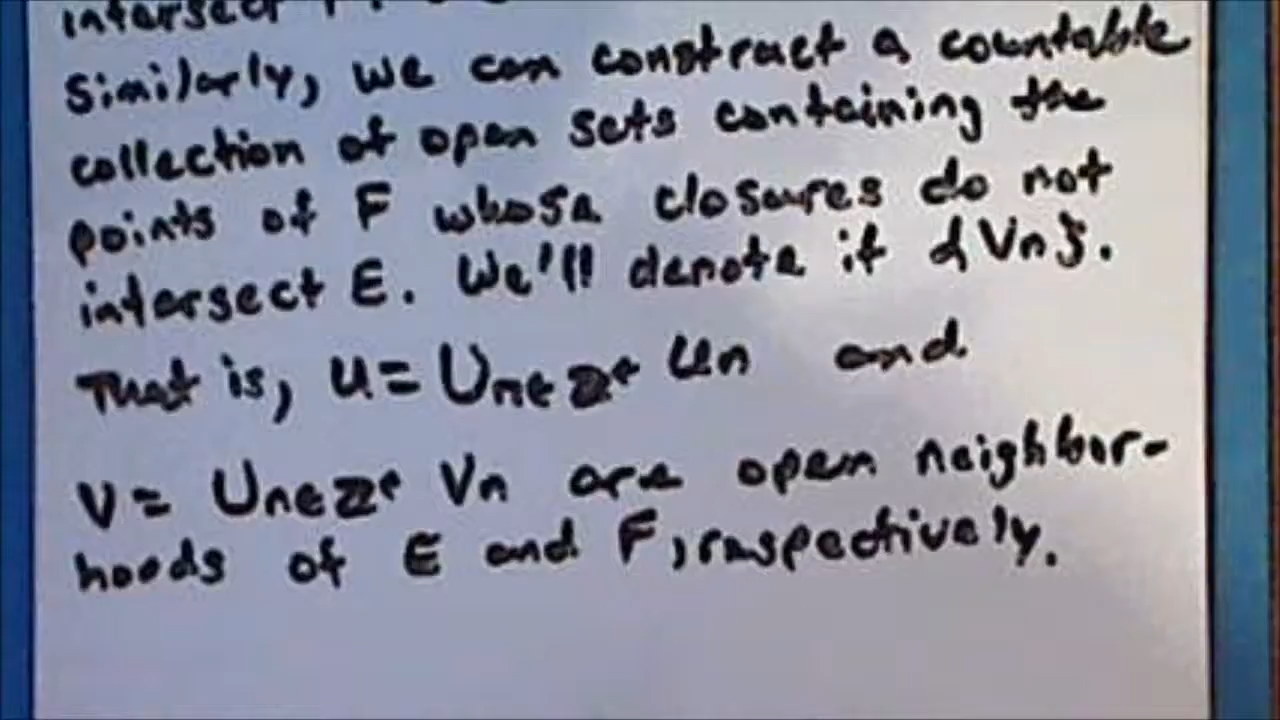 intersect
Similarly, we can construct a countable
collection of open sets containing the
points of F whose closures do not
intersect E. We'll denote it {Vn}.
That is, U = ∪n∈ℤ⁺ Un and
V = ∪n∈ℤ⁺ Vn are open neighbor-
hoods of E and F, respectively.